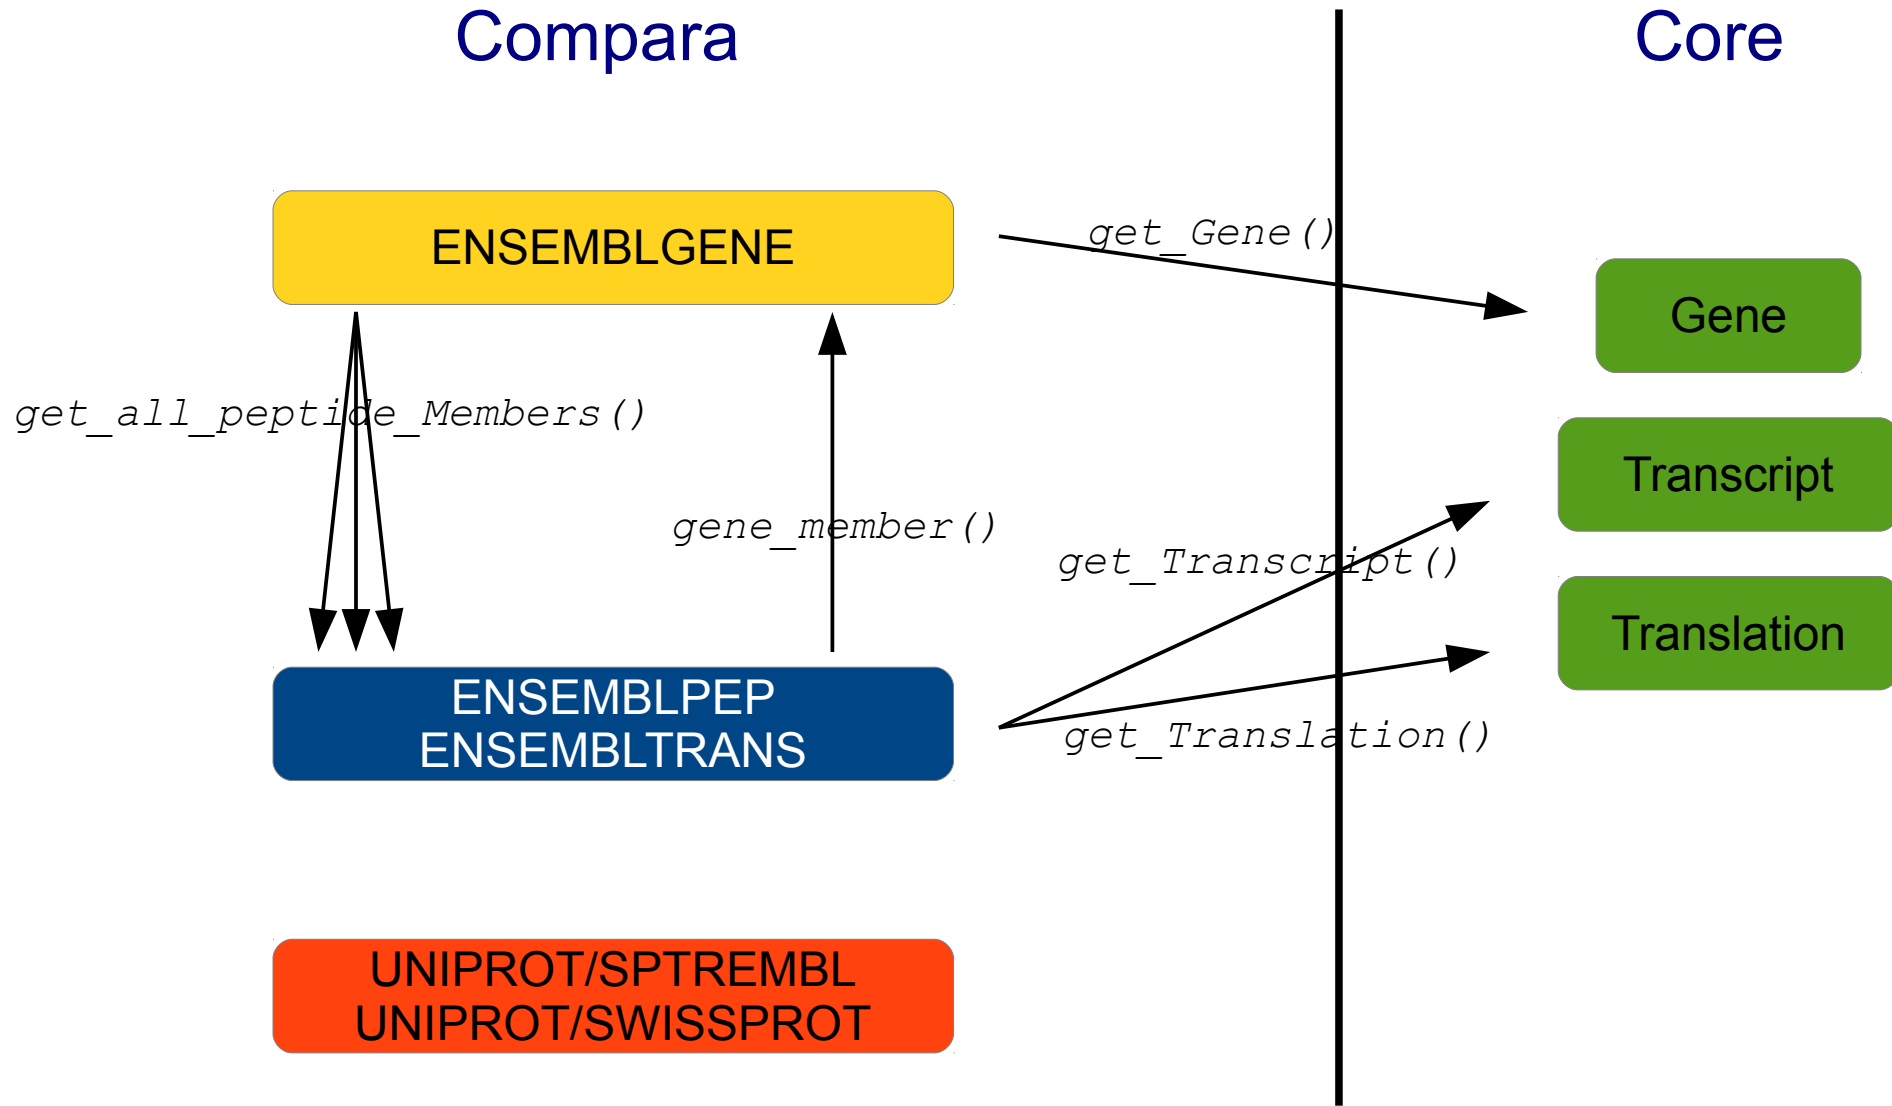 Compara
Core
ENSEMBLGENE
get_Gene()
Gene
get_all_peptide_Members()
Transcript
gene_member()
get_Transcript()
Translation
ENSEMBLPEP
ENSEMBLTRANS
get_Translation()
UNIPROT/SPTREMBL
UNIPROT/SWISSPROT